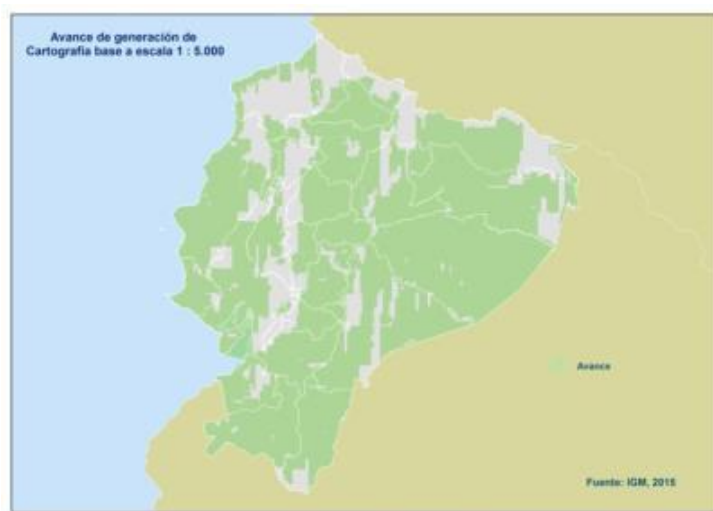 Avance de generación de
Cartografía base a escala 1 : 5.000
Avance
Fuente: IGM, 2015